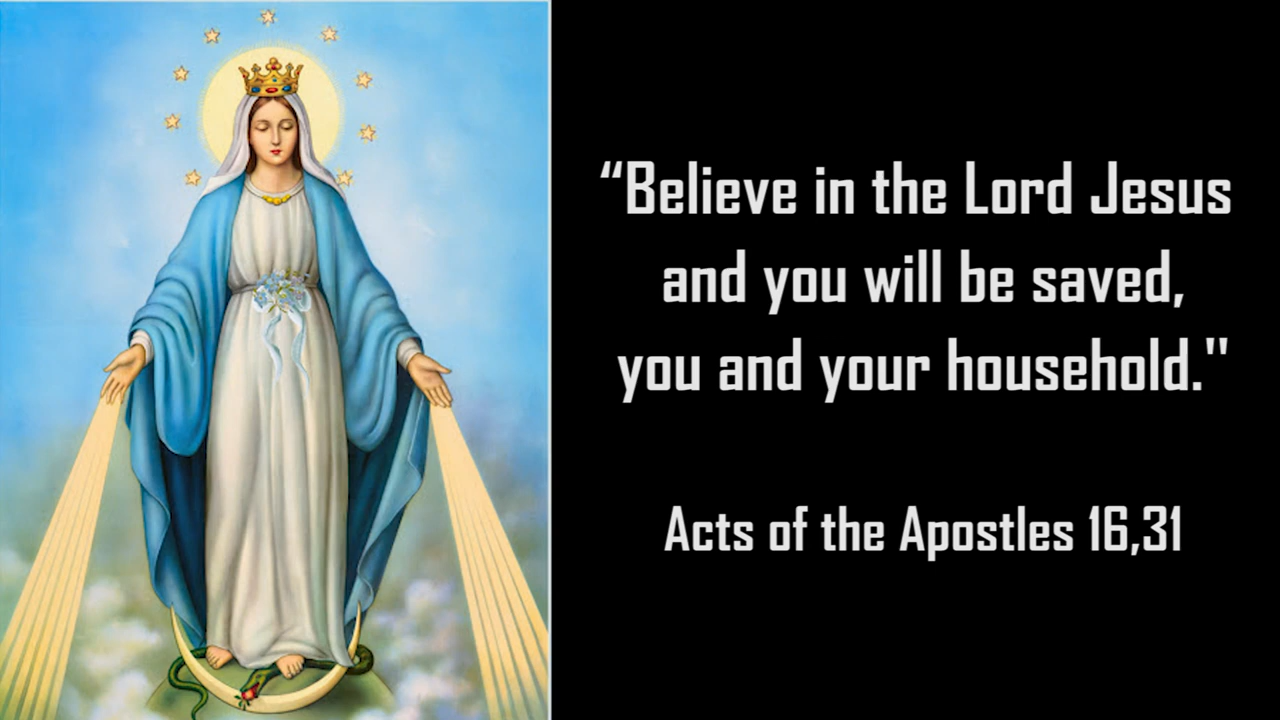 “Believe in the Lord Jesus
and you will be saved,
you and your household."
Acts of the Apostles 16,31